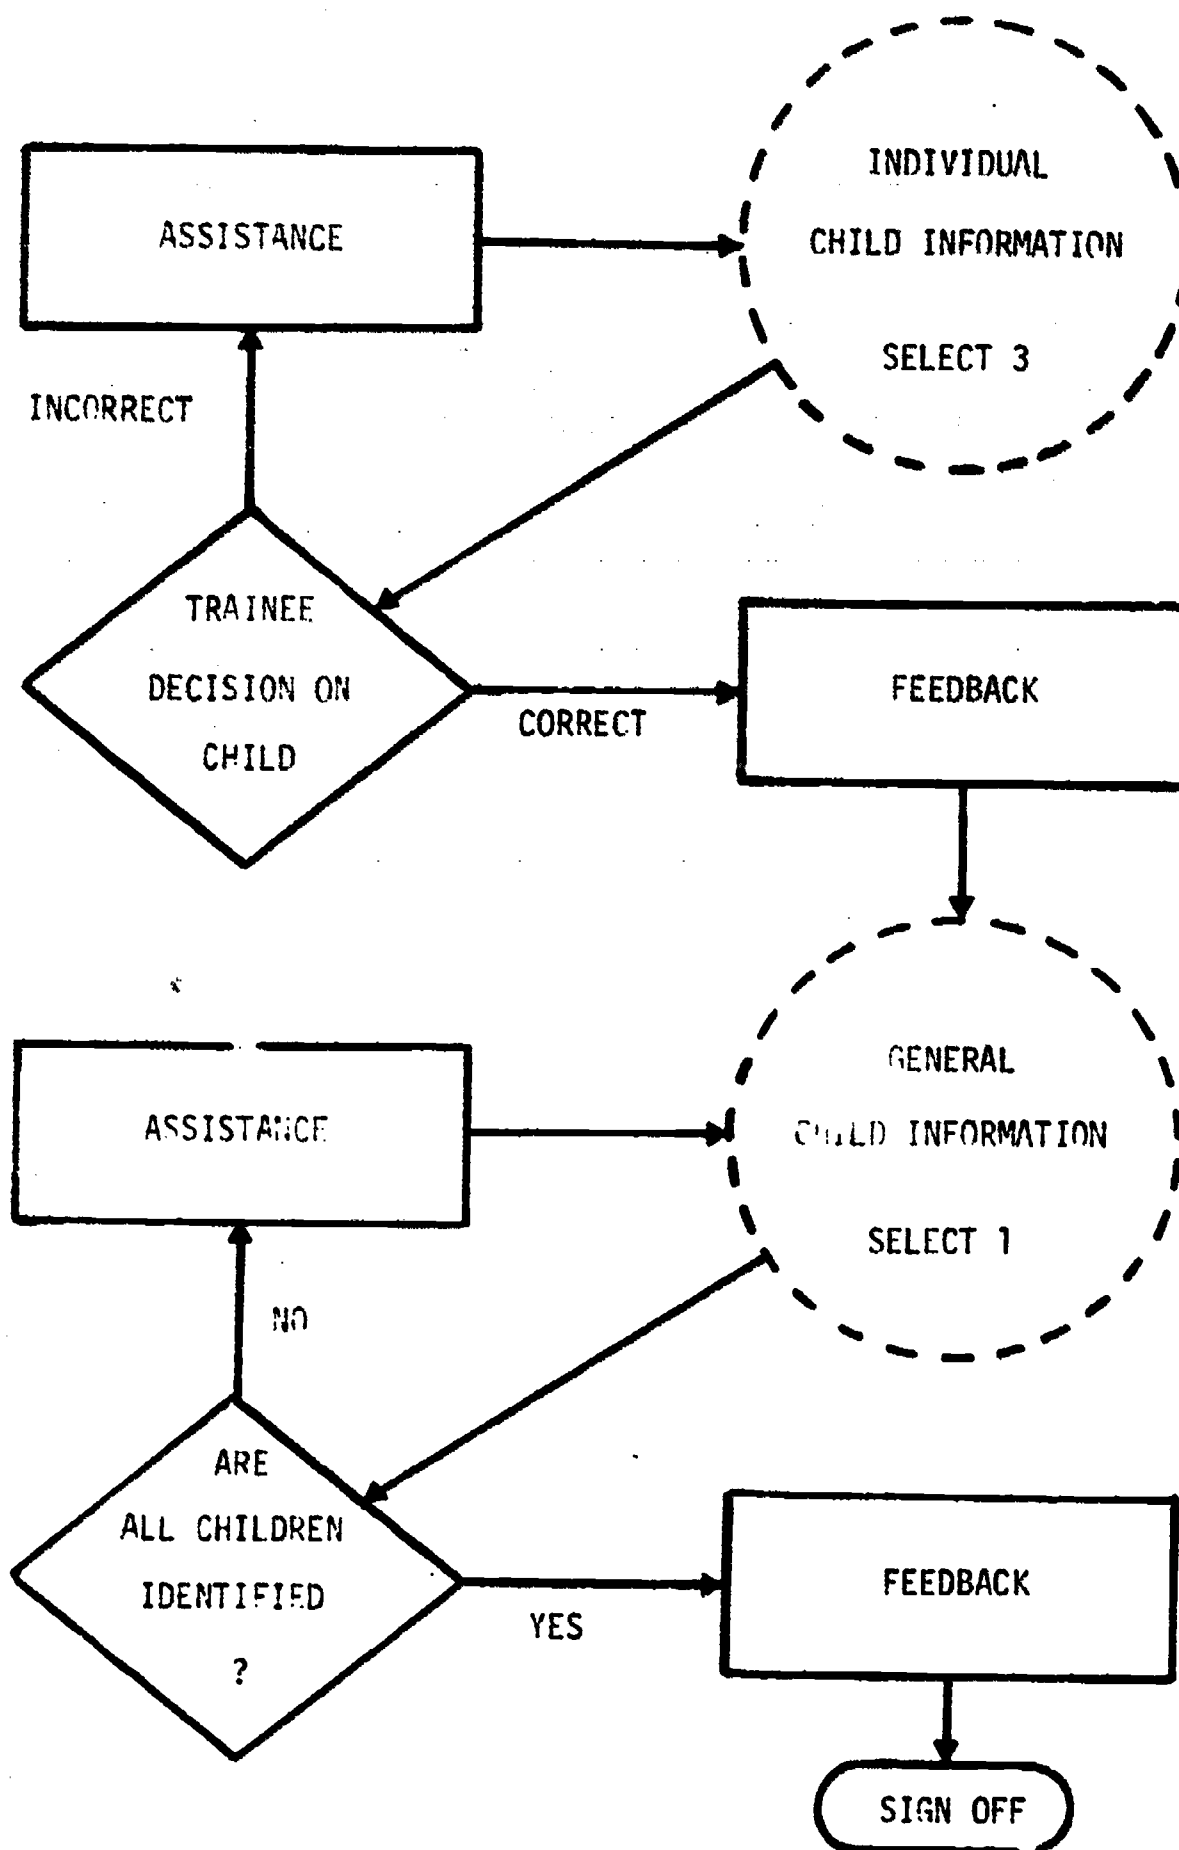 INDIVIDUAL
CHILD INFORMATION
SELECT 3
ASSISTANCE
INCORRECT
TRAINEE
DECISION ON
CHILD
CORRECT
FEEDBACK
GENERAL
CHILD INFORMATION
SELECT 1
ASSISTANCE
NO
ARE
ALL CHILDREN
IDENTIFIED
?
YES
FEEDBACK
SIGN OFF